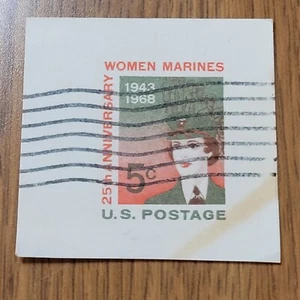 WOMEN MARINES
25th ANNIVERSARY
1943
1968
5c
U.S. POSTAGE